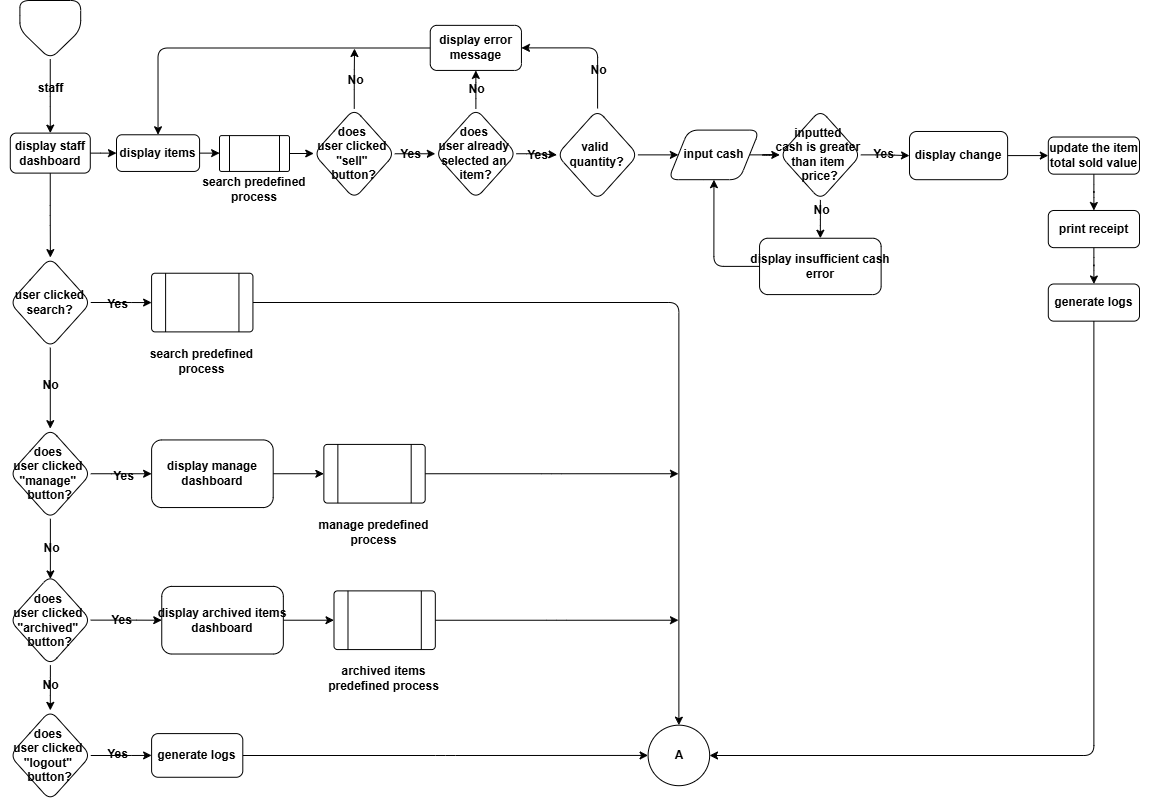 staff
display staff
dashboard
display items
search predefined
process
does
user clicked
"sell"
button?
No
Yes
display error
message
does
user already
selected an
item?
No
Yes
valid
quantity?
No
input cash
inputted
cash is greater
than item
price?
Yes
No
display insufficient cash
error
display change
update the item
total sold value
print receipt
generate logs
user clicked
search?
Yes
search predefined
process
No
does
user clicked
"manage"
button?
Yes
display manage
dashboard
manage predefined
process
No
does
user clicked
"archived"
button?
Yes
display archived items
dashboard
archived items
predefined process
No
does
user clicked
"logout"
button?
Yes
generate logs
A